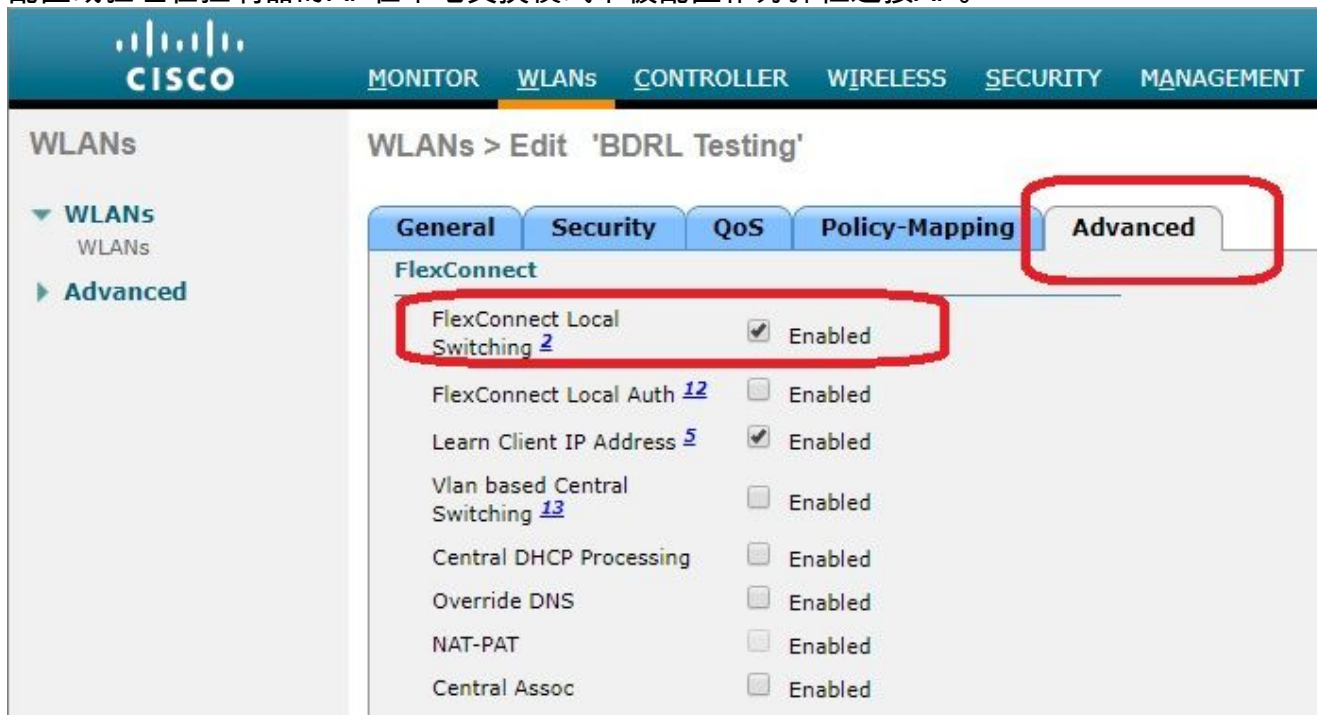 CISCO
MONITOR WLANs CONTROLLER WIRELESS SECURITY MANAGEMENT
WLANs
WLANs
WLANs
Advanced
WLANs > Edit 'BDRL Testing'
General Security QoS Policy-Mapping Advanced
FlexConnect
FlexConnect Local
Switching 2 Enabled
FlexConnect Local Auth 12 Enabled
Learn Client IP Address 5 Enabled
Vlan based Central
Switching 13 Enabled
Central DHCP Processing Enabled
Override DNS Enabled
NAT-PAT Enabled
Central Assoc Enabled